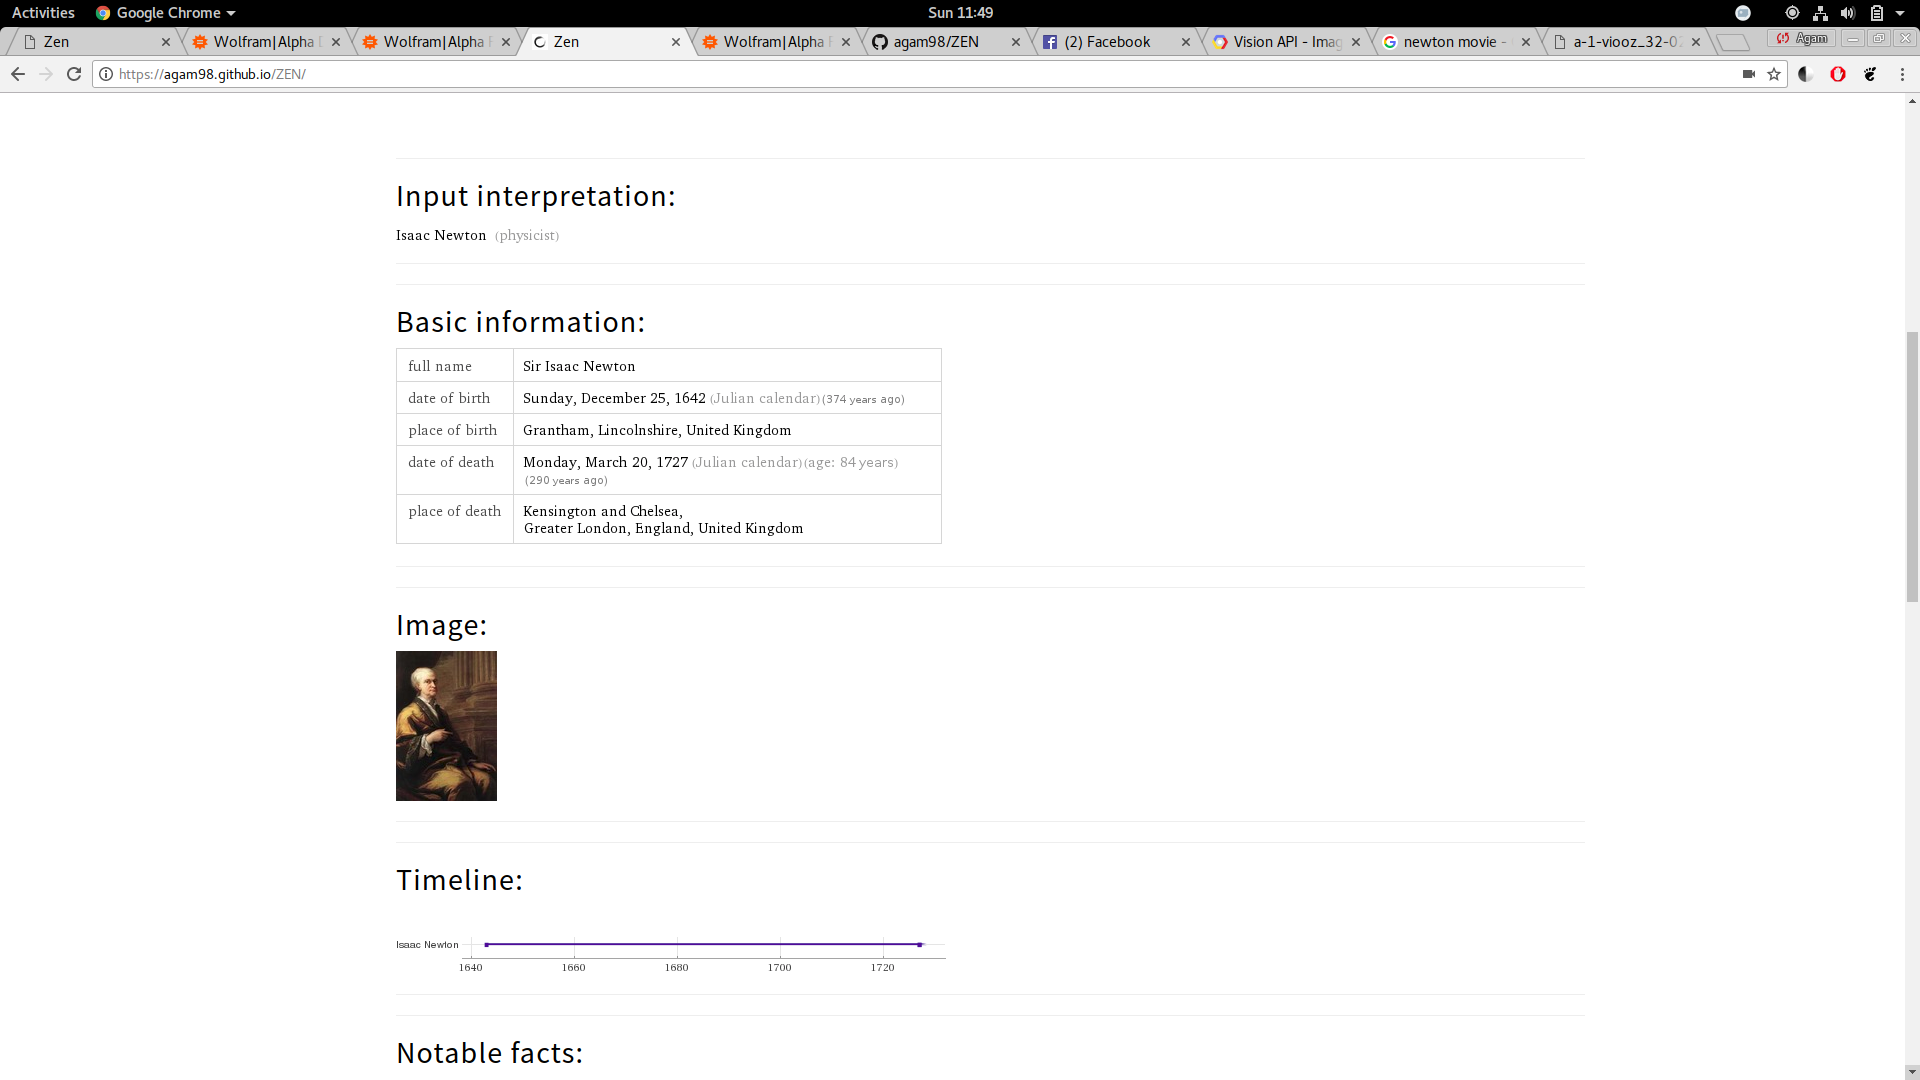 Activities Google Chrome Sun 11:49
Zen Wolfram|Alpha Wolfram|Alpha Zen Wolfram|Alpha agam98/ZEN (2) Facebook Vision API - Imag newton movie - a-1-viooz_32-0 Agam
https://agam98.github.io/ZEN/
Input interpretation:
Isaac Newton (physicist)
Basic information:
full name Sir Isaac Newton
date of birth Sunday, December 25, 1642 (Julian calendar) (374 years ago)
place of birth Grantham, Lincolnshire, United Kingdom
date of death Monday, March 20, 1727 (Julian calendar) (age: 84 years)
(290 years ago)
place of death Kensington and Chelsea,
Greater London, England, United Kingdom
Image:
Timeline:
Isaac Newton
1640 1660 1680 1700 1720
Notable facts: